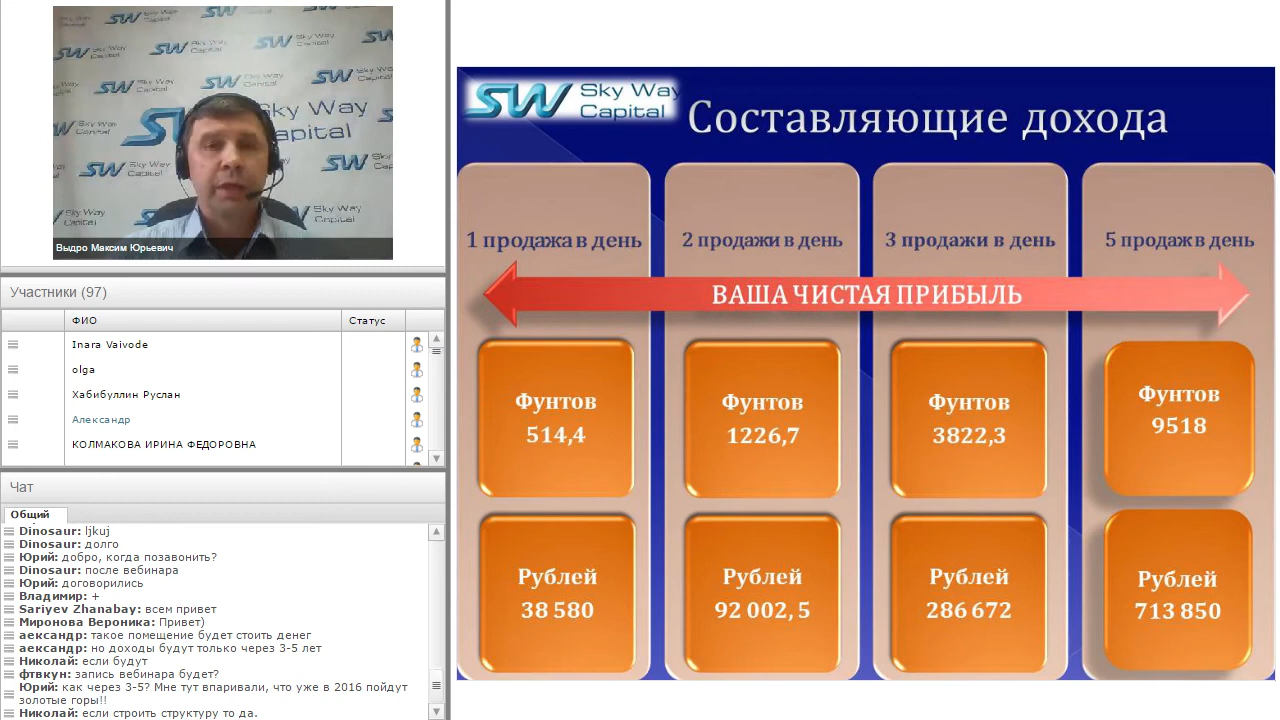 SW Sky Way Capital
Выдро Максим Юрьевич
Участники (97)
ФИО
Статус
Inara Vaivode
olga
Хабибуллин Руслан
Александр
КОЛМАКОВА ИРИНА ФЕДОРОВНА
Чат
Общий
Dinosaur: ljkuj
Dinosaur: долго
Юрий: добро, когда позвонить?
Dinosaur: после вебинара
Юрий: договорились
Владимир: +
Sariyev Zhanabay: всем привет
Миронова Вероника: Привет)
аександр: такое помещение будет стоить денег
аександр: но доходы будут только через 3-5 лет
Николай: если будут
фтвкун: запись вебинара будет?
Юрий: как через 3-5? Мне тут впаривали, что уже в 2016 пойдут
золотые горы!!
Николай: если строить структуру то да.
SW Sky Way
Capital
Составляющие дохода
1 продажа в день
2 продажи в день
3 продажи в день
5 продаж в день
ВАША ЧИСТАЯ ПРИБЫЛЬ
Фунтов
514,4
Фунтов
1226,7
Фунтов
3822,3
Фунтов
9518
Рублей
38 580
Рублей
92 002, 5
Рублей
286 672
Рублей
713 850